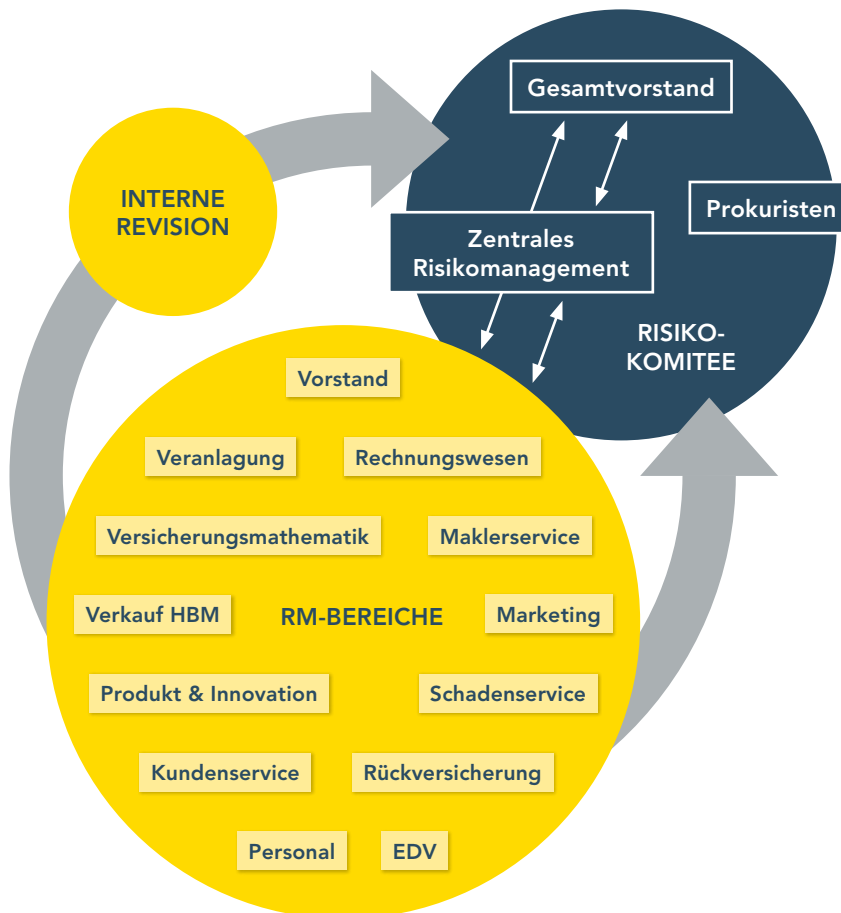 Gesamtvorstand
INTERNE
REVISION
Prokuristen
Zentrales
Risikomanagement
RISIKO-
KOMITEE
Vorstand
Veranlagung
Rechnungswesen
Versicherungsmathematik
Maklerservice
Verkauf HBM
RM-BEREICHE
Marketing
Produkt & Innovation
Schadenservice
Kundenservice
Rückversicherung
Personal
EDV